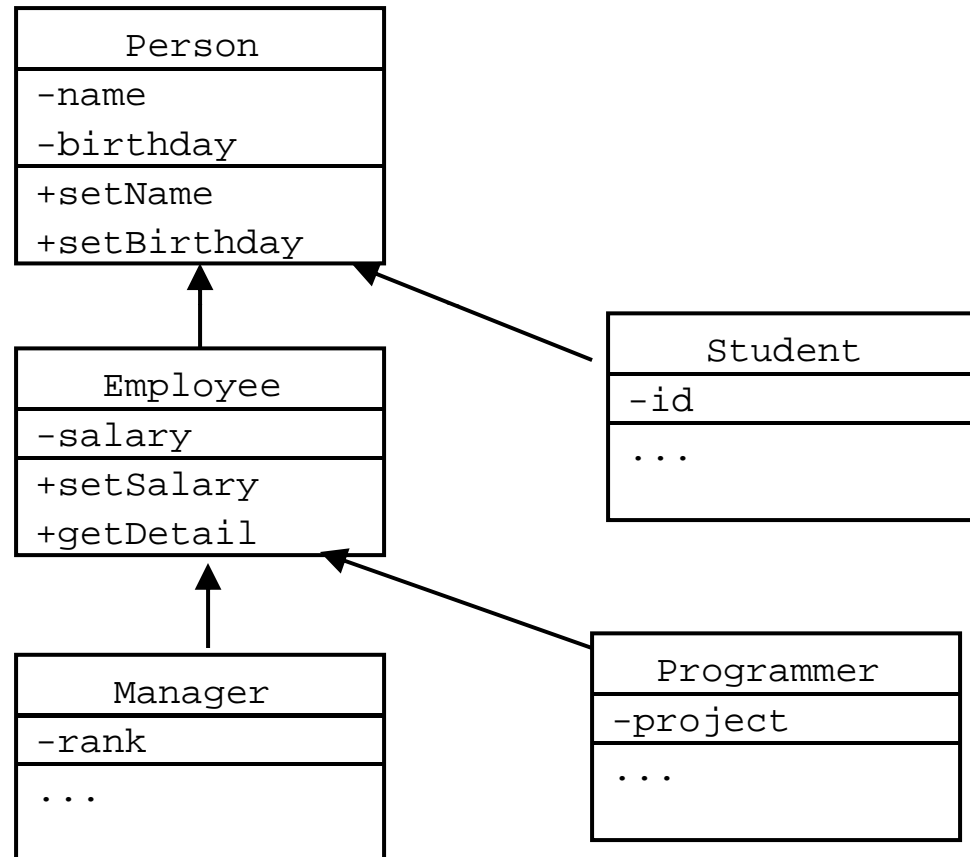 Person
-name
-birthday
+setName
+setBirthday
Employee
-salary
+setSalary
+getDetail
Student
-id
...
Manager
-rank
...
Programmer
-project
...